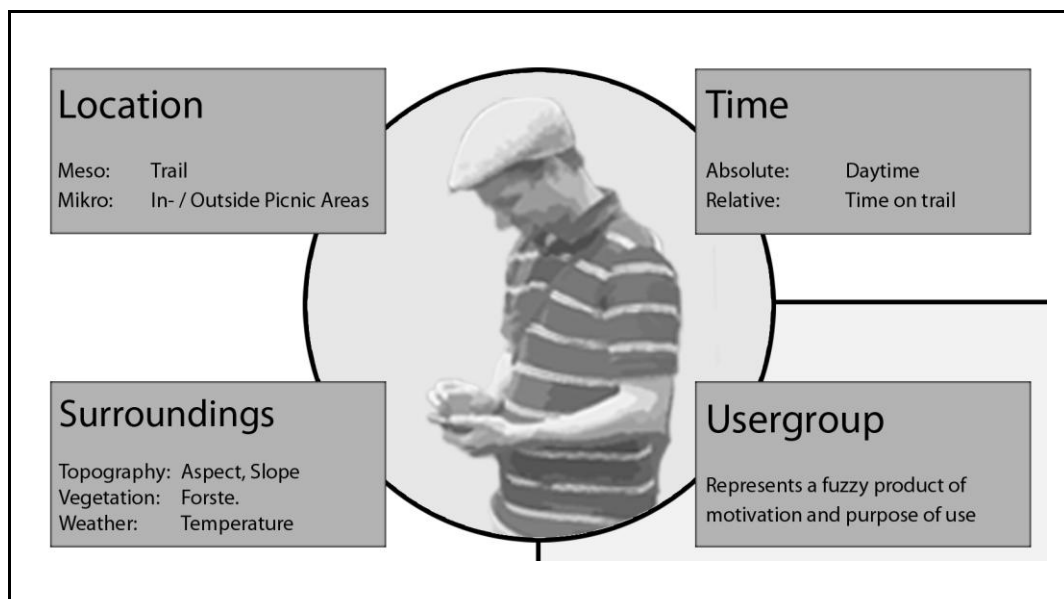 Location
Meso: Trail
Mikro: In- / Outside Picnic Areas
Time
Absolute: Daytime
Relative: Time on trail
Surroundings
Topography: Aspect, Slope
Vegetation: Forste.
Weather: Temperature
Usergroup
Represents a fuzzy product of
motivation and purpose of use